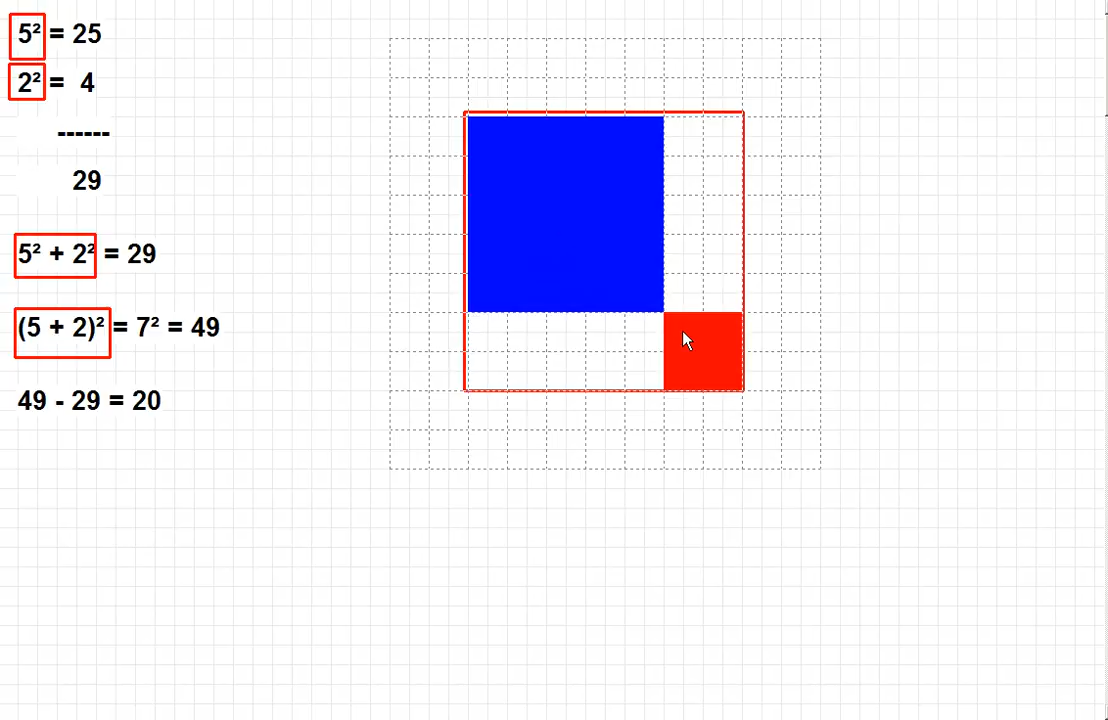 5² = 25
2² = 4
------
29
5² + 2² = 29
(5 + 2)² = 7² = 49
49 - 29 = 20